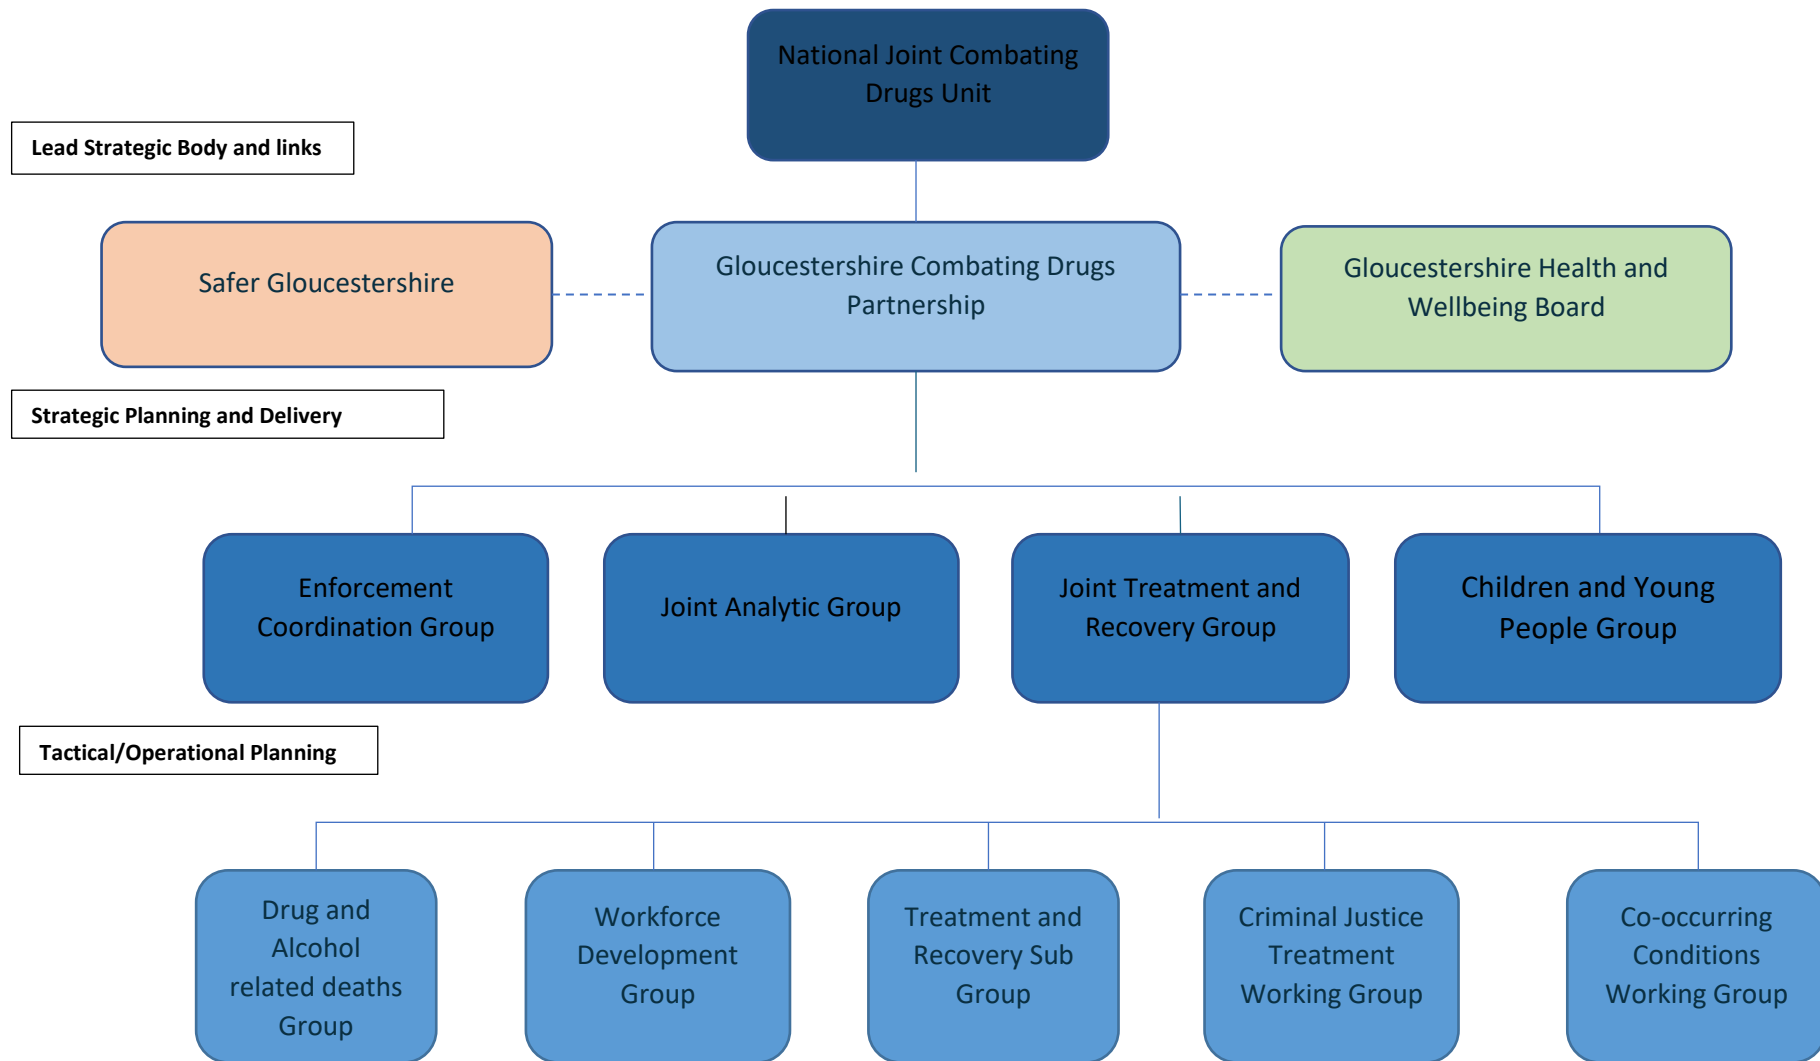 National Joint Combating
Drugs Unit
Lead Strategic Body and links
Safer Gloucestershire
Gloucestershire Combating Drugs
Partnership
Gloucestershire Health and
Wellbeing Board
Strategic Planning and Delivery
Enforcement
Coordination Group
Joint Analytic Group
Joint Treatment and
Recovery Group
Children and Young
People Group
Tactical/Operational Planning
Drug and
Alcohol
related deaths
Group
Workforce
Development
Group
Treatment and
Recovery Sub
Group
Criminal Justice
Treatment
Working Group
Co-occurring
Conditions
Working Group